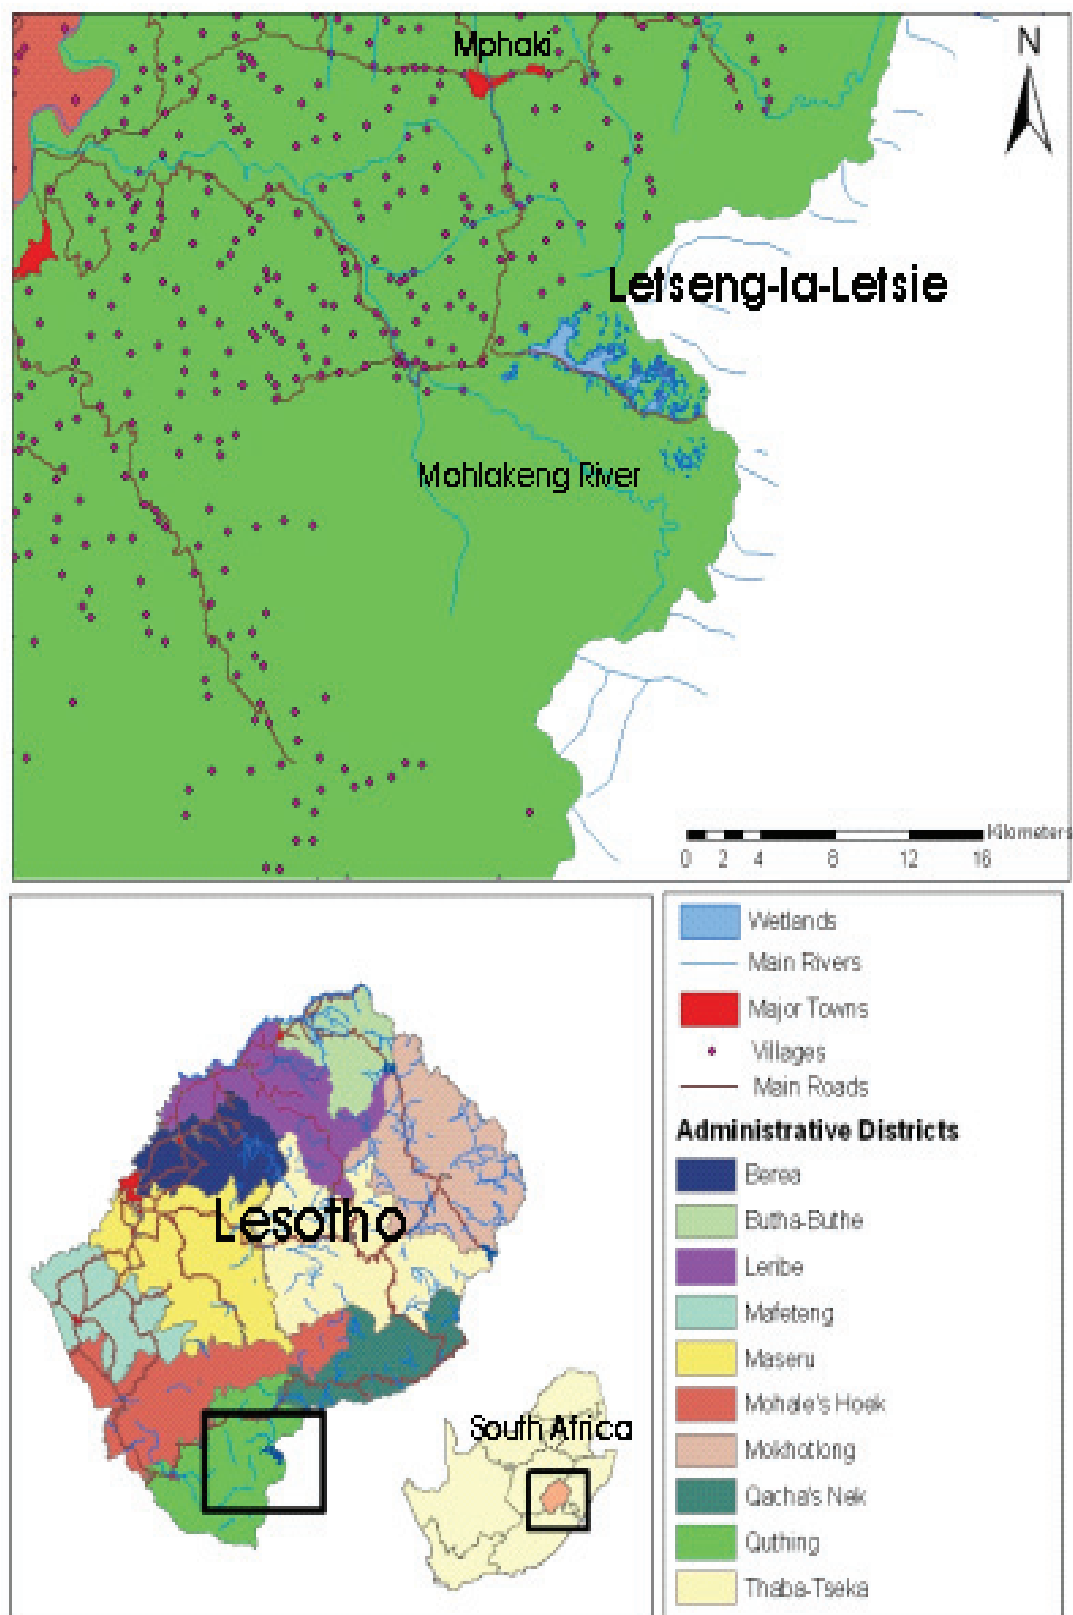 Mphaki
N
Letseng-la-Letsie
Mohlakeng River
Kilometers
0 2 4 8 12 16
Wetlands
Main Rivers
Major Towns
Villages
Main Roads
Administrative Districts
Berea
Butha-Buthe
Leribe
Mafeteng
Maseru
Mohale's Hoek
Mokhotlong
Qacha's Nek
Quthing
Thaba-Tseka
Lesotho
South Africa